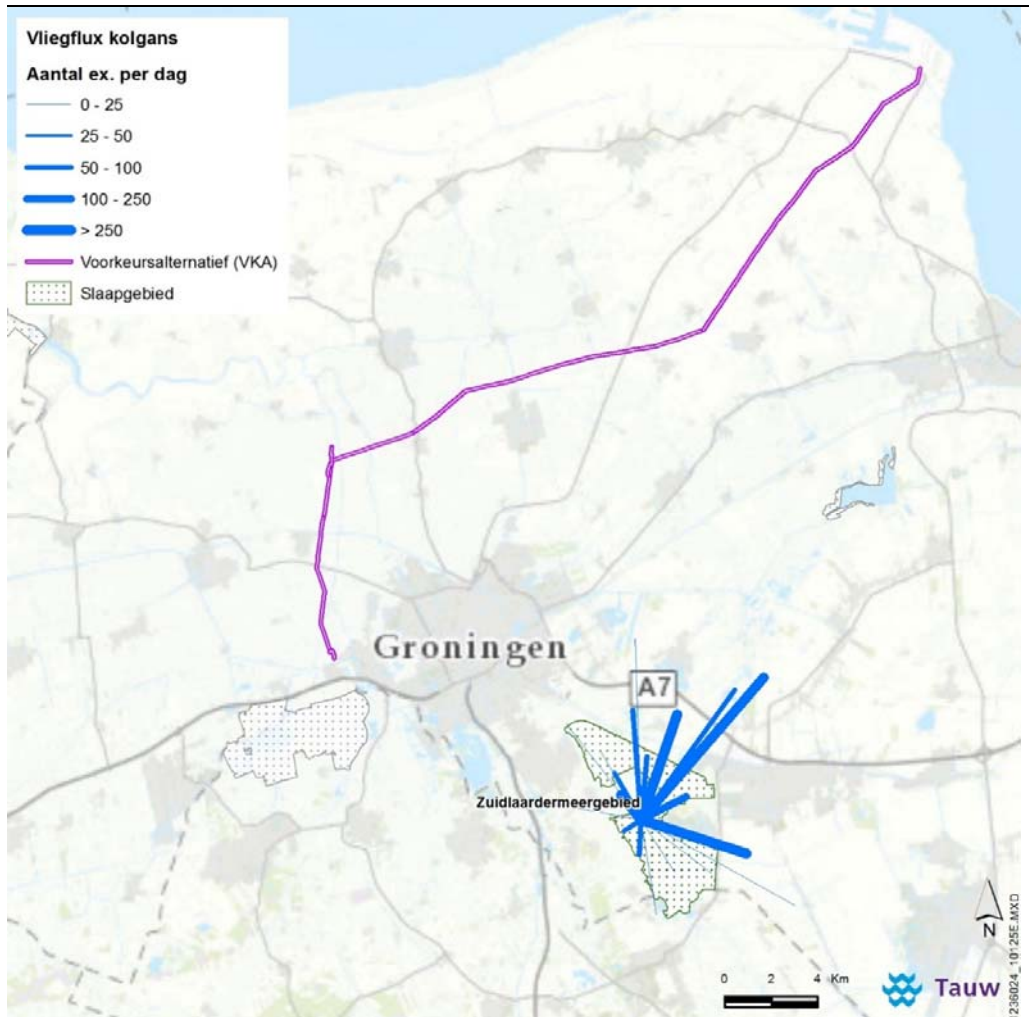 Vliegflux kolgans
Aantal ex. per dag
0 - 25
25 - 50
50 - 100
100 - 250
> 250
Voorkeursalternatief (VKA)
Slaapgebied
Groningen
A7
Zuidlaardermeergebied
N
0 2 4 Km
Tauw
1236024_10125E.MXD